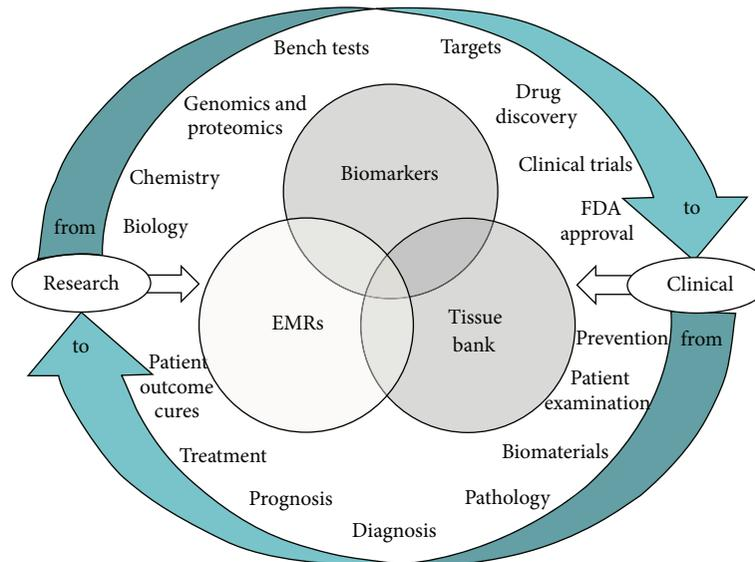 Bench tests
Targets
Genomics and
proteomics
Drug
discovery
Biomarkers
Chemistry
Clinical trials
from
Biology
FDA
approval
to
Research
Clinical
EMRs
Tissue
bank
to
Prevention
from
Patient
outcome
cures
Patient
examination
Treatment
Biomaterials
Prognosis
Pathology
Diagnosis